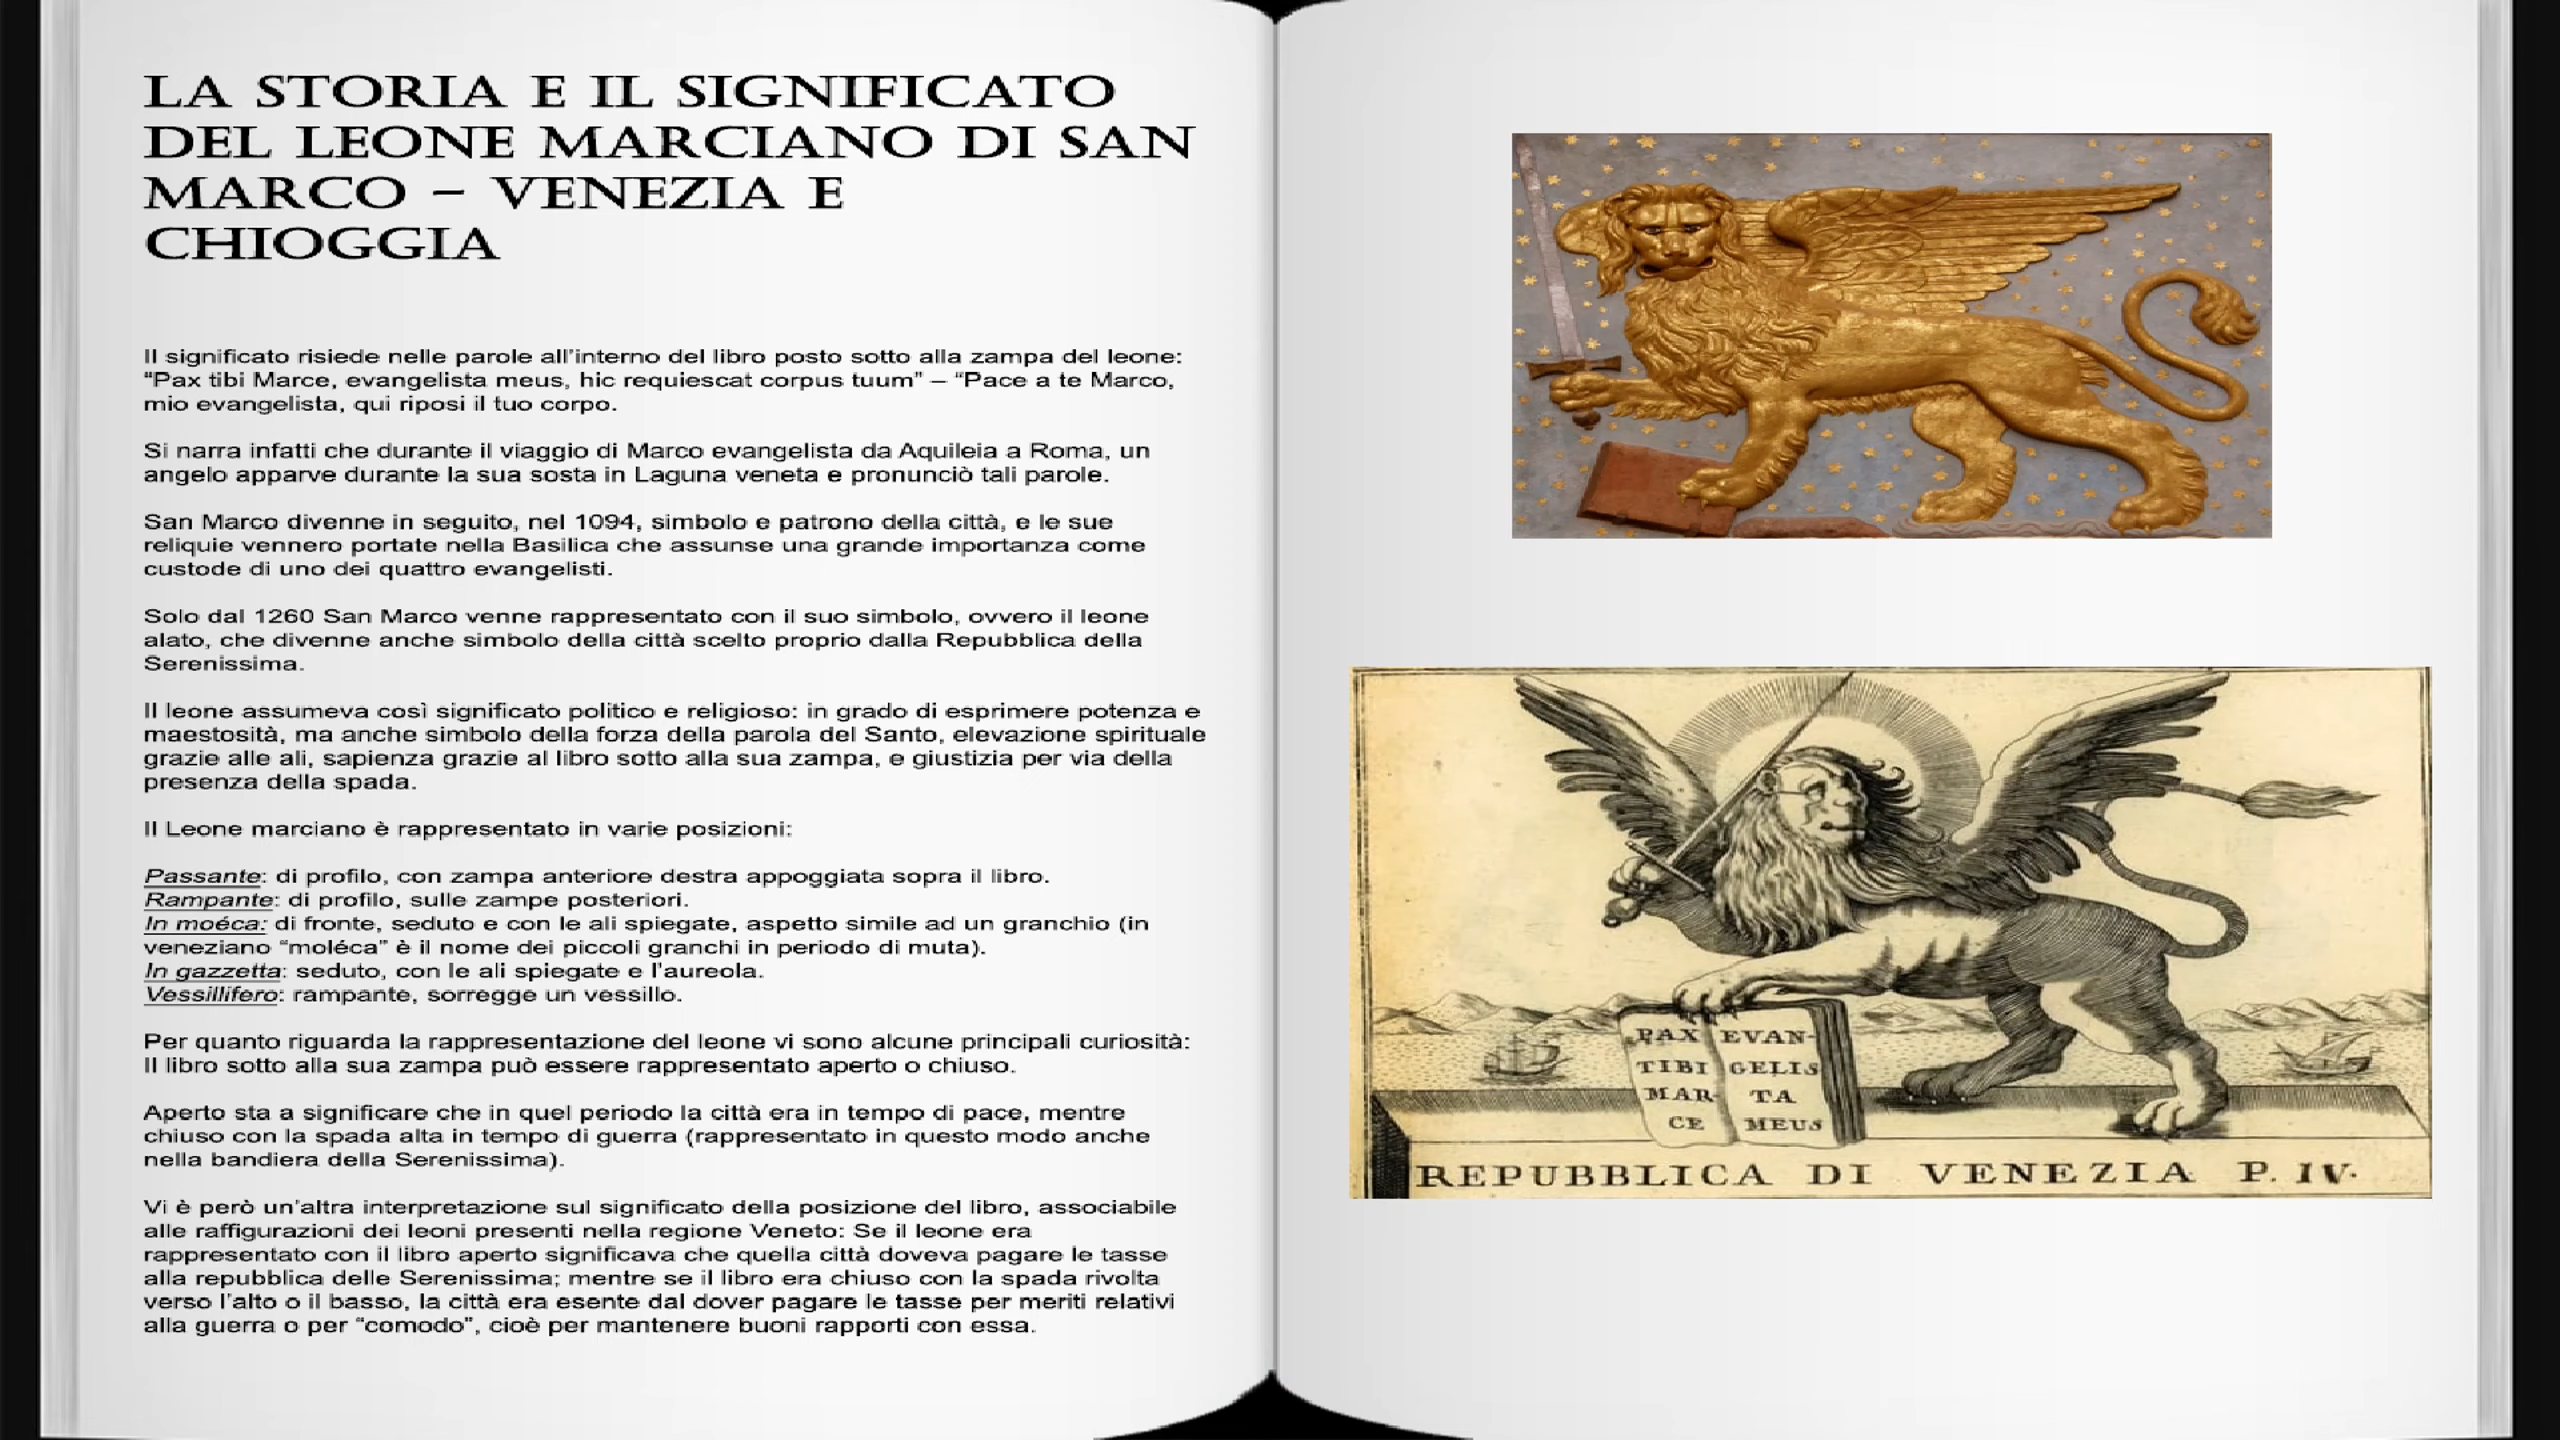 LA STORIA E IL SIGNIFICATO
DEL LEONE MARCIANO DI SAN
MARCO – VENEZIA E
CHIOGGIA
Il significato risiede nelle parole all'interno del libro posto sotto alla zampa del leone:
“Pax tibi Marce, evangelista meus, hic requiescat corpus tuum” – “Pace a te Marco,
mio evangelista, qui riposi il tuo corpo.
Si narra infatti che durante il viaggio di Marco evangelista da Aquileia a Roma, un
angelo apparve durante la sua sosta in Laguna veneta e pronunciò tali parole.
San Marco divenne in seguito, nel 1094, simbolo e patrono della città, e le sue
reliquie vennero portate nella Basilica che assunse una grande importanza come
custode di uno dei quattro evangelisti.
Solo dal 1260 San Marco venne rappresentato con il suo simbolo, ovvero il leone
alato, che divenne anche simbolo della città scelto proprio dalla Repubblica della
Serenissima.
Il leone assumeva così significato politico e religioso: in grado di esprimere potenza e
maestosità, ma anche simbolo della forza della parola del Santo, elevazione spirituale
grazie alle ali, sapienza grazie al libro sotto alla sua zampa, e giustizia per via della
presenza della spada.
Il Leone marciano è rappresentato in varie posizioni:
Passante: di profilo, con zampa anteriore destra appoggiata sopra il libro.
Rampante: di profilo, sulle zampe posteriori.
In moéca: di fronte, seduto e con le ali spiegate, aspetto simile ad un granchio (in
veneziano “moléca” è il nome dei piccoli granchi in periodo di muta).
In gazzetta: seduto, con le ali spiegate e l'aureola.
Vessillifero: rampante, sorregge un vessillo.
Per quanto riguarda la rappresentazione del leone vi sono alcune principali curiosità:
Il libro sotto alla sua zampa può essere rappresentato aperto o chiuso.
Aperto sta a significare che in quel periodo la città era in tempo di pace, mentre
chiuso con la spada alta in tempo di guerra (rappresentato in questo modo anche
nella bandiera della Serenissima).
Vi è però un'altra interpretazione sul significato della posizione del libro, associabile
alle raffigurazioni dei leoni presenti nella regione Veneto: Se il leone era
rappresentato con il libro aperto significava che quella città doveva pagare le tasse
alla repubblica delle Serenissima; mentre se il libro era chiuso con la spada rivolta
verso l'alto o il basso, la città era esente dal dover pagare le tasse per meriti relativi
alla guerra o per “comodo”, cioè per mantenere buoni rapporti con essa.
PAX
TIBI
MAR-
CE
EVAN-
GELIS
TA
MEUS
REPUBBLICA DI VENEZIA P. IV.